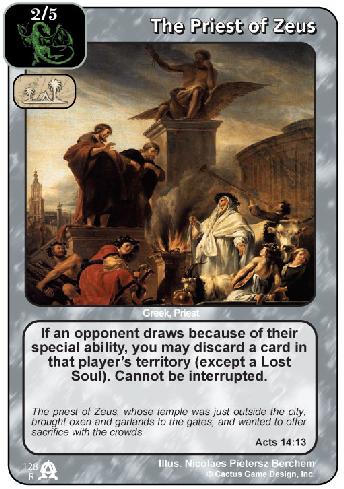 2/5
The Priest of Zeus
Greek, Priest
If an opponent draws because of their
special ability, you may discard a card in
that player's territory (except a Lost
Soul). Cannot be interrupted.
The priest of Zeus, whose temple was just outside the city,
brought oxen and garlands to the gates, and wanted to offer
sacrifice with the crowds
Acts 14:13
128
R
Illus. Nicolaes Pietersz Berchem
© Cactus Game Design, Inc.